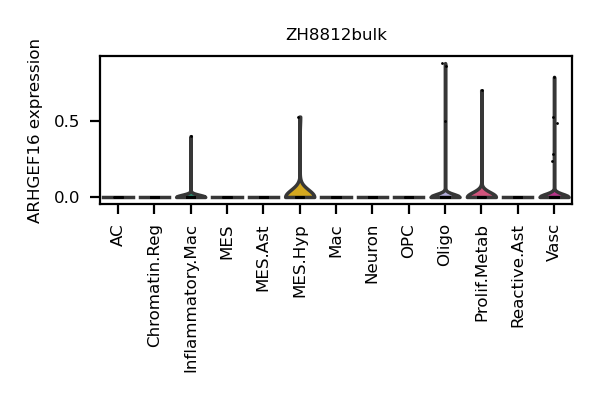 ZH8812bulk
ARHGEF16 expression
0.5
0.0
AC
Chromatin.Reg
Inflammatory.Mac
MES
MES.Ast
MES.Hyp
Mac
Neuron
OPC
Oligo
Prolif.Metab
Reactive.Ast
Vasc